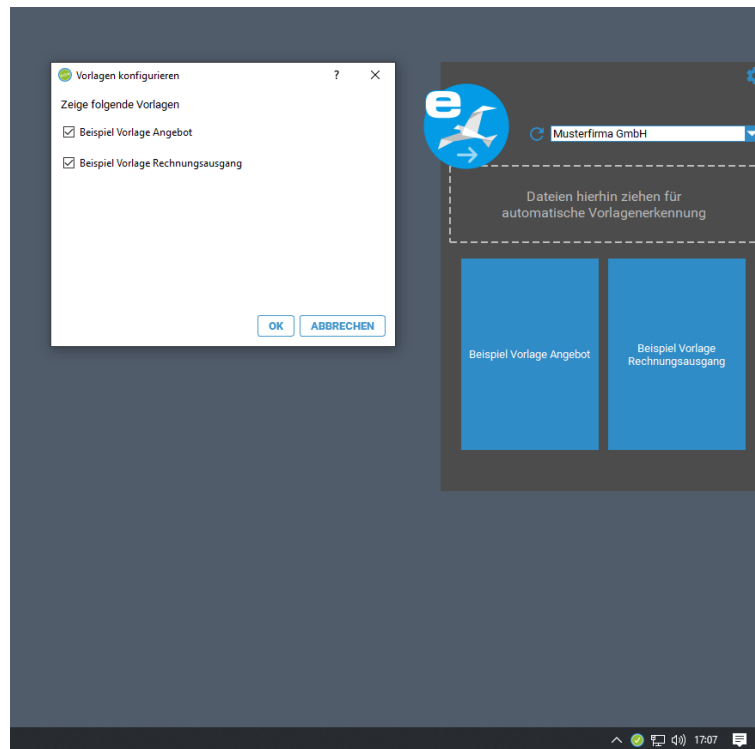 Vorlagen konfigurieren
?
Zeige folgende Vorlagen
Beispiel Vorlage Angebot
Beispiel Vorlage Rechnungsausgang
OK
ABBRECHEN
e
Musterfirma GmbH
Dateien hierhin ziehen für
automatische Vorlagenerkennung
Beispiel Vorlage Angebot
Beispiel Vorlage
Rechnungsausgang
17:07